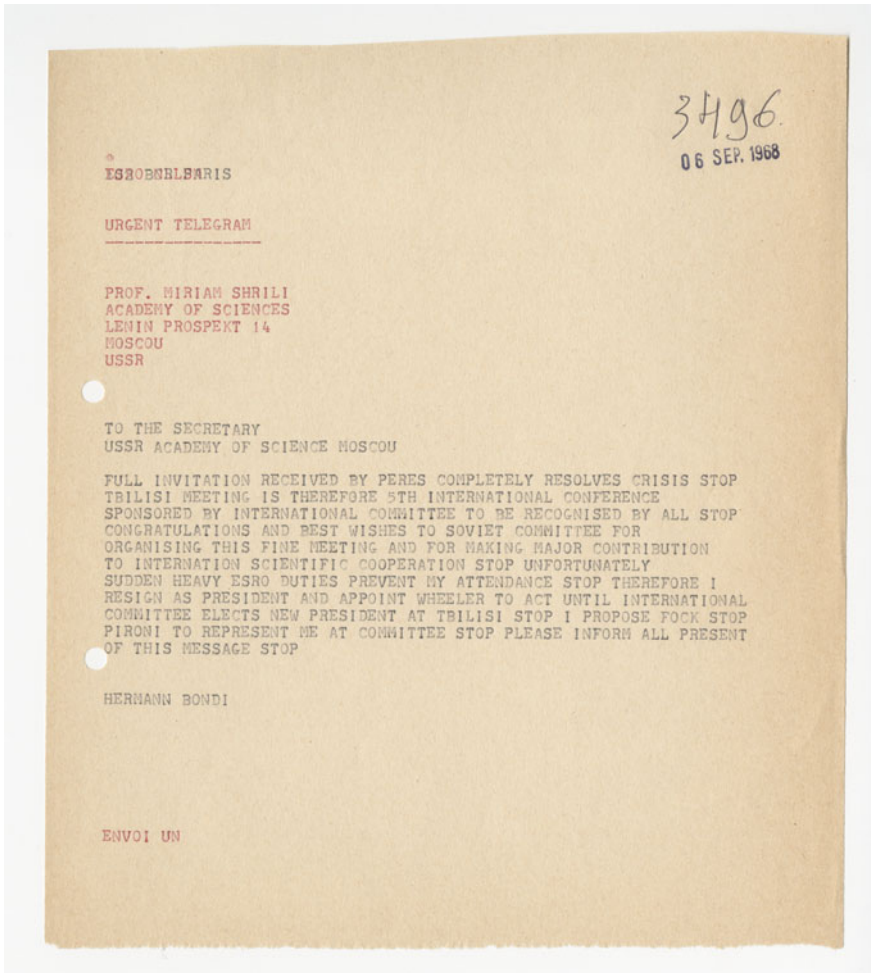 3496.
06 SEP. 1968
PARIS
URGENT TELEGRAM
PROF. MIRIAM SHRILI
ACADEMY OF SCIENCES
LENIN PROSPEKT 14
MOSCOU
USSR
TO THE SECRETARY
USSR ACADEMY OF SCIENCE MOSCOU
FULL INVITATION RECEIVED BY PERES COMPLETELY RESOLVES CRISIS STOP
TBILISI MEETING IS THEREFORE 5TH INTERNATIONAL CONFERENCE
SPONSORED BY INTERNATIONAL COMMITTEE TO BE RECOGNISED BY ALL STOP
CONGRATULATIONS AND BEST WISHES TO SOVIET COMMITTEE FOR
ORGANISING THIS FINE MEETING AND FOR MAKING MAJOR CONTRIBUTION
TO INTERNATION SCIENTIFIC COOPERATION STOP UNFORTUNATELY
SUDDEN HEAVY ESRO DUTIES PREVENT MY ATTENDANCE STOP THEREFORE I
RESIGN AS PRESIDENT AND APPOINT WHEELER TO ACT UNTIL INTERNATIONAL
COMMITTEE ELECTS NEW PRESIDENT AT TBILISI STOP I PROPOSE FOCK STOP
PIRONI TO REPRESENT ME AT COMMITTEE STOP PLEASE INFORM ALL PRESENT
OF THIS MESSAGE STOP
HERMANN BONDI
ENVOI UN